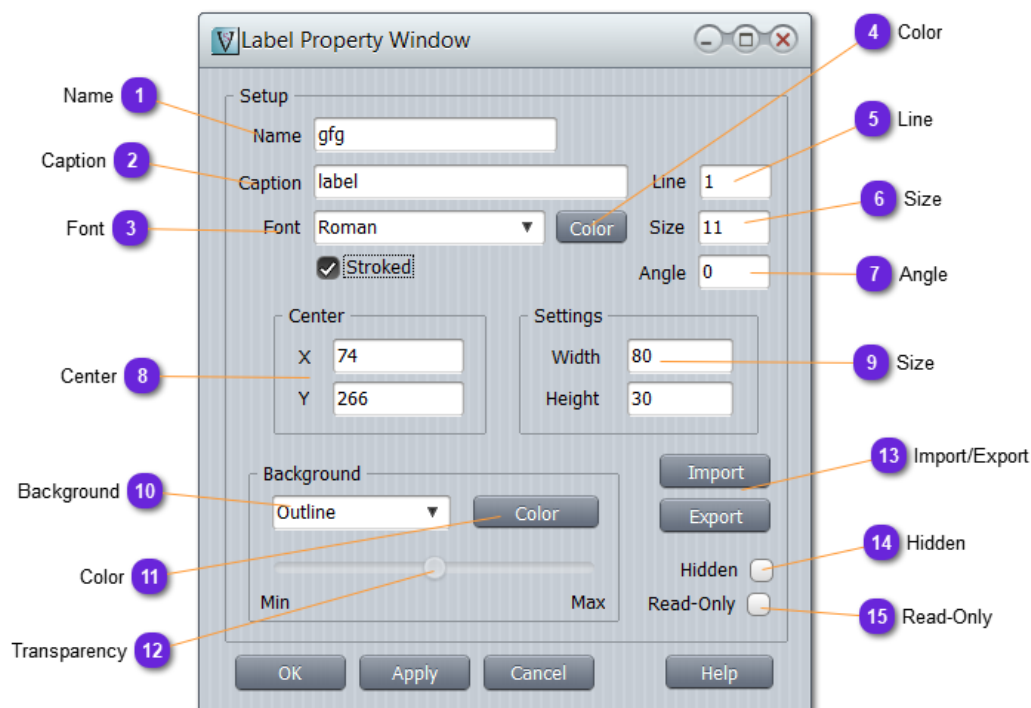 Label Property Window
4 Color
Setup
Name 1
Name gfg
5 Line
Caption 2
Caption label Line 1
6 Size
Font 3
Font Roman Color Size 11
Stroked
Angle 0
7 Angle
Center Settings
X 74 Width 80
9 Size
Center 8
Y 266 Height 30
13 Import/Export
Background Import
Background 10
Outline Color Export
14 Hidden
Color 11
Hidden
Min Max Read-Only
15 Read-Only
Transparency 12
OK Apply Cancel Help